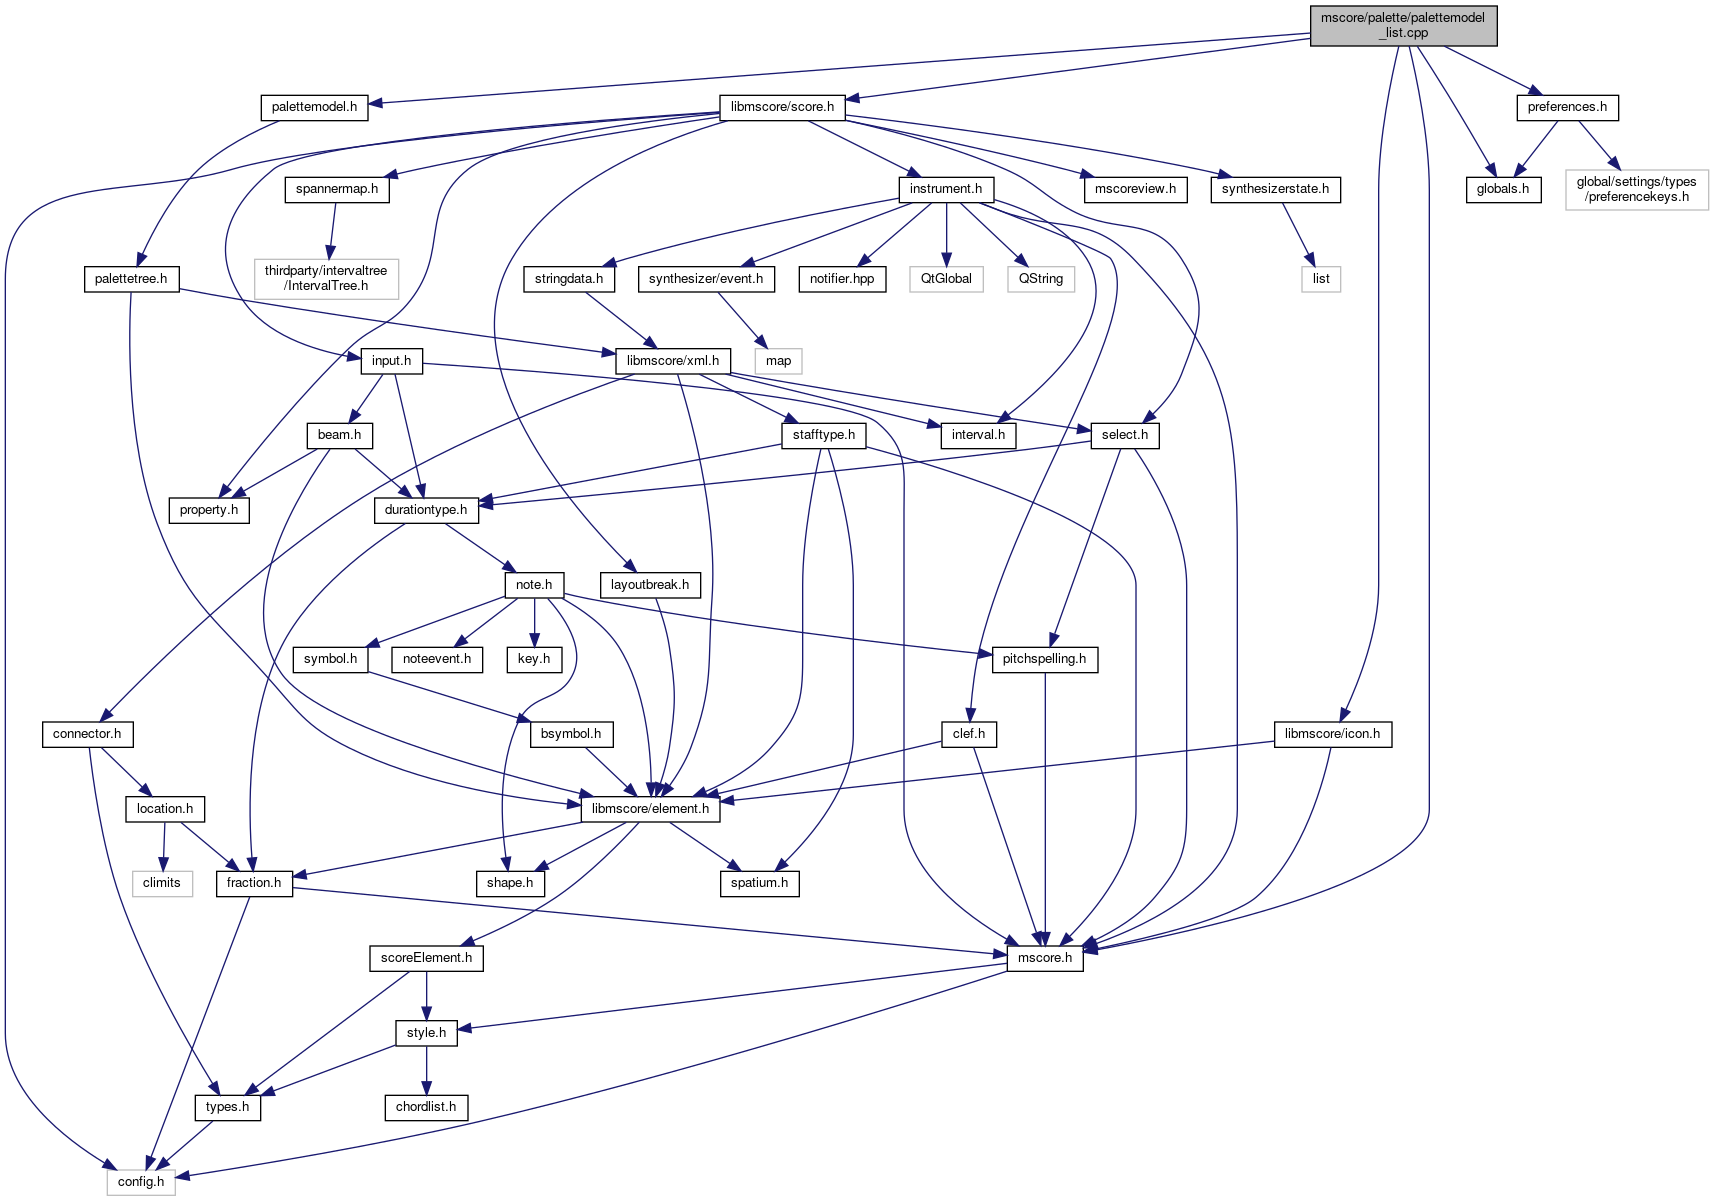 mscore/palette/palettemodel
_list.cpp
palettemodel.h
libmscore/score.h
preferences.h
spannermap.h
instrument.h
mscoreview.h
synthesizerstate.h
globals.h
global/settings/types
/preferencekeys.h
palettetree.h
thirdparty/intervaltree
/IntervalTree.h
stringdata.h
synthesizer/event.h
notifier.hpp
QtGlobal
QString
list
input.h
libmscore/xml.h
map
beam.h
stafftype.h
interval.h
select.h
property.h
durationtype.h
note.h
layoutbreak.h
symbol.h
noteevent.h
key.h
pitchspelling.h
connector.h
bsymbol.h
clef.h
libmscore/icon.h
location.h
libmscore/element.h
climits
fraction.h
shape.h
spatium.h
scoreElement.h
mscore.h
style.h
types.h
chordlist.h
config.h